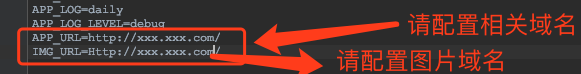 APP_LOG=daily
APP_LOG_LEVEL=debug
APP_URL=http://xxx.xxx.com/
请配置相关域名
IMG_URL=Http://xxx.xxx.com/
请配置图片域名